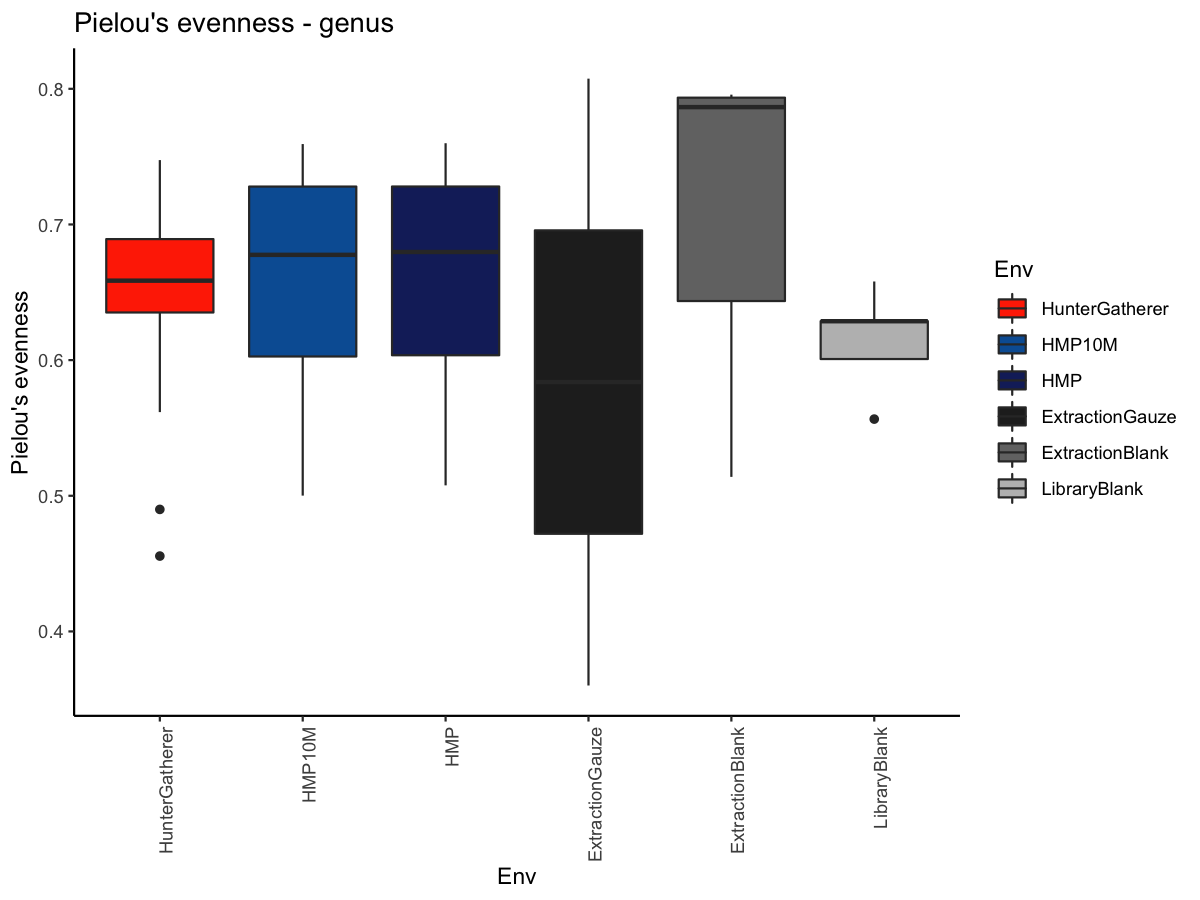 Pielou's evenness - genus
Pielou's evenness
0.8
0.7
0.6
0.5
0.4
HunterGatherer
HMP10M
HMP
ExtractionGauze
ExtractionBlank
LibraryBlank
Env
Env
HunterGatherer
HMP10M
HMP
ExtractionGauze
ExtractionBlank
LibraryBlank